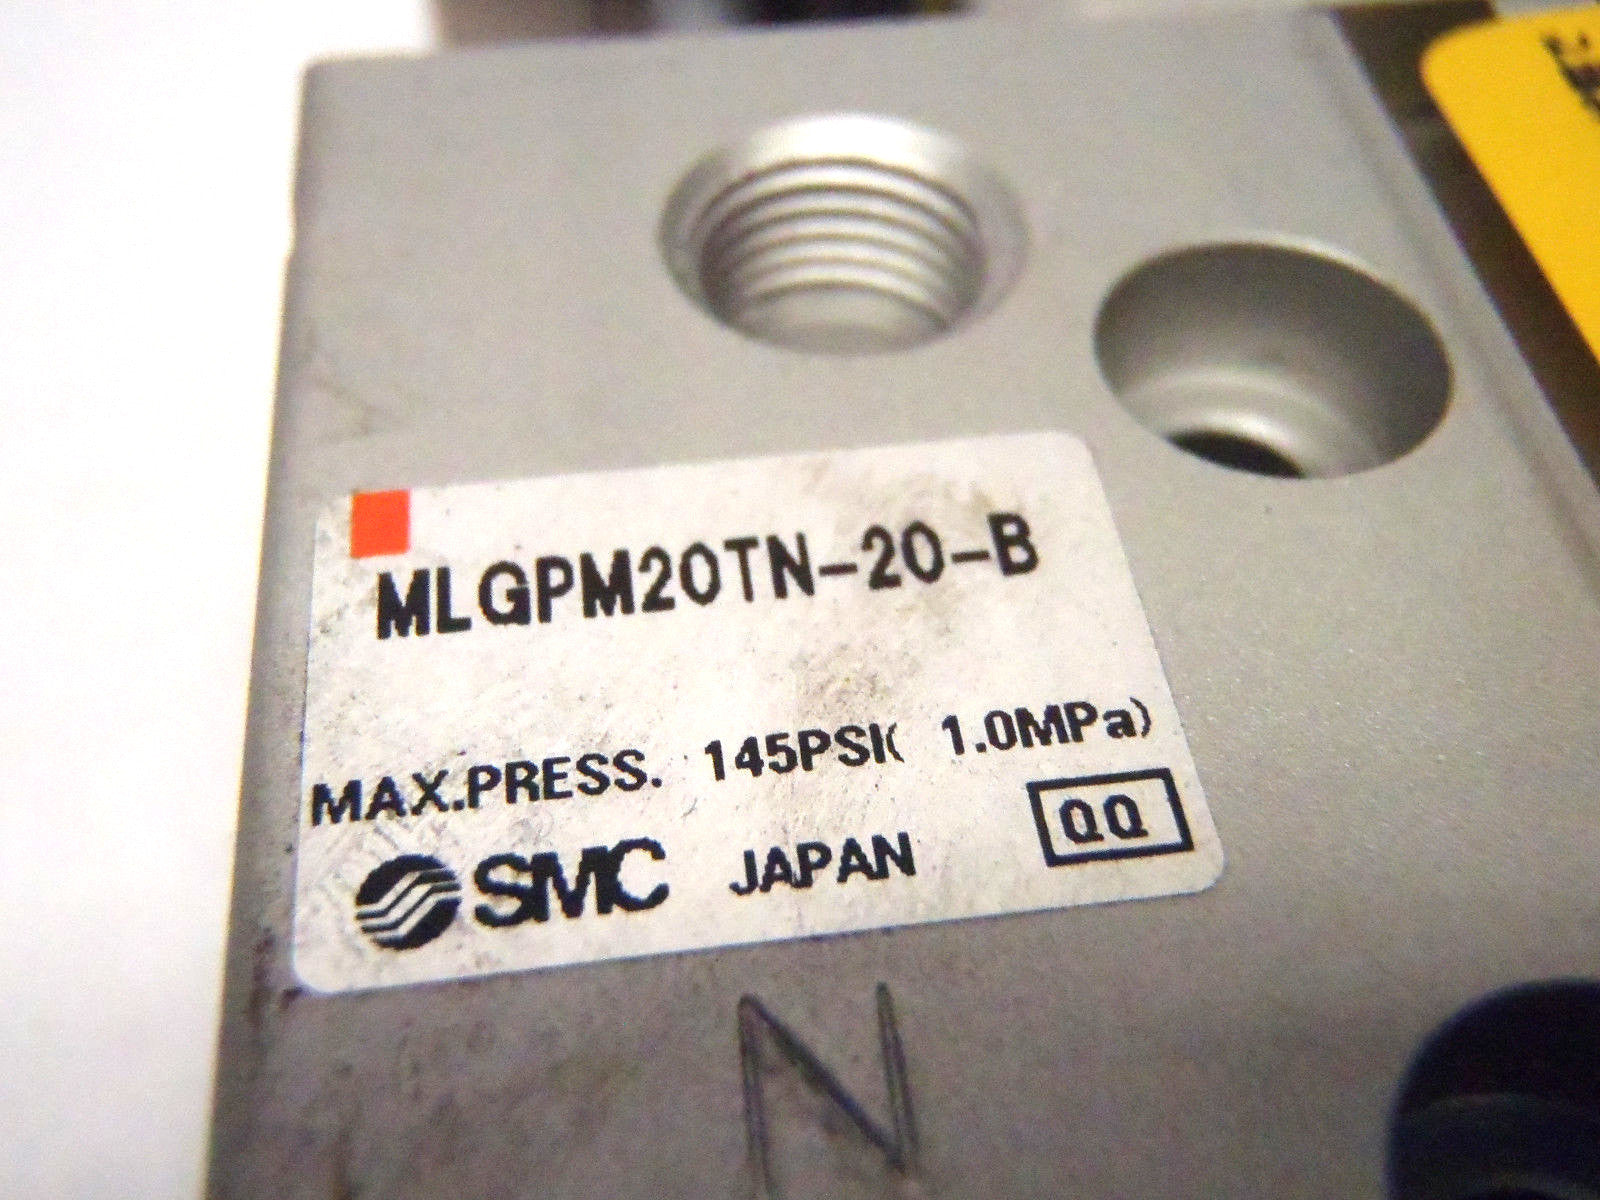 MLGPM20TN-20-B
MAX.PRESS. 145PSI( 1.0MPa)
SMC JAPAN QQ
N